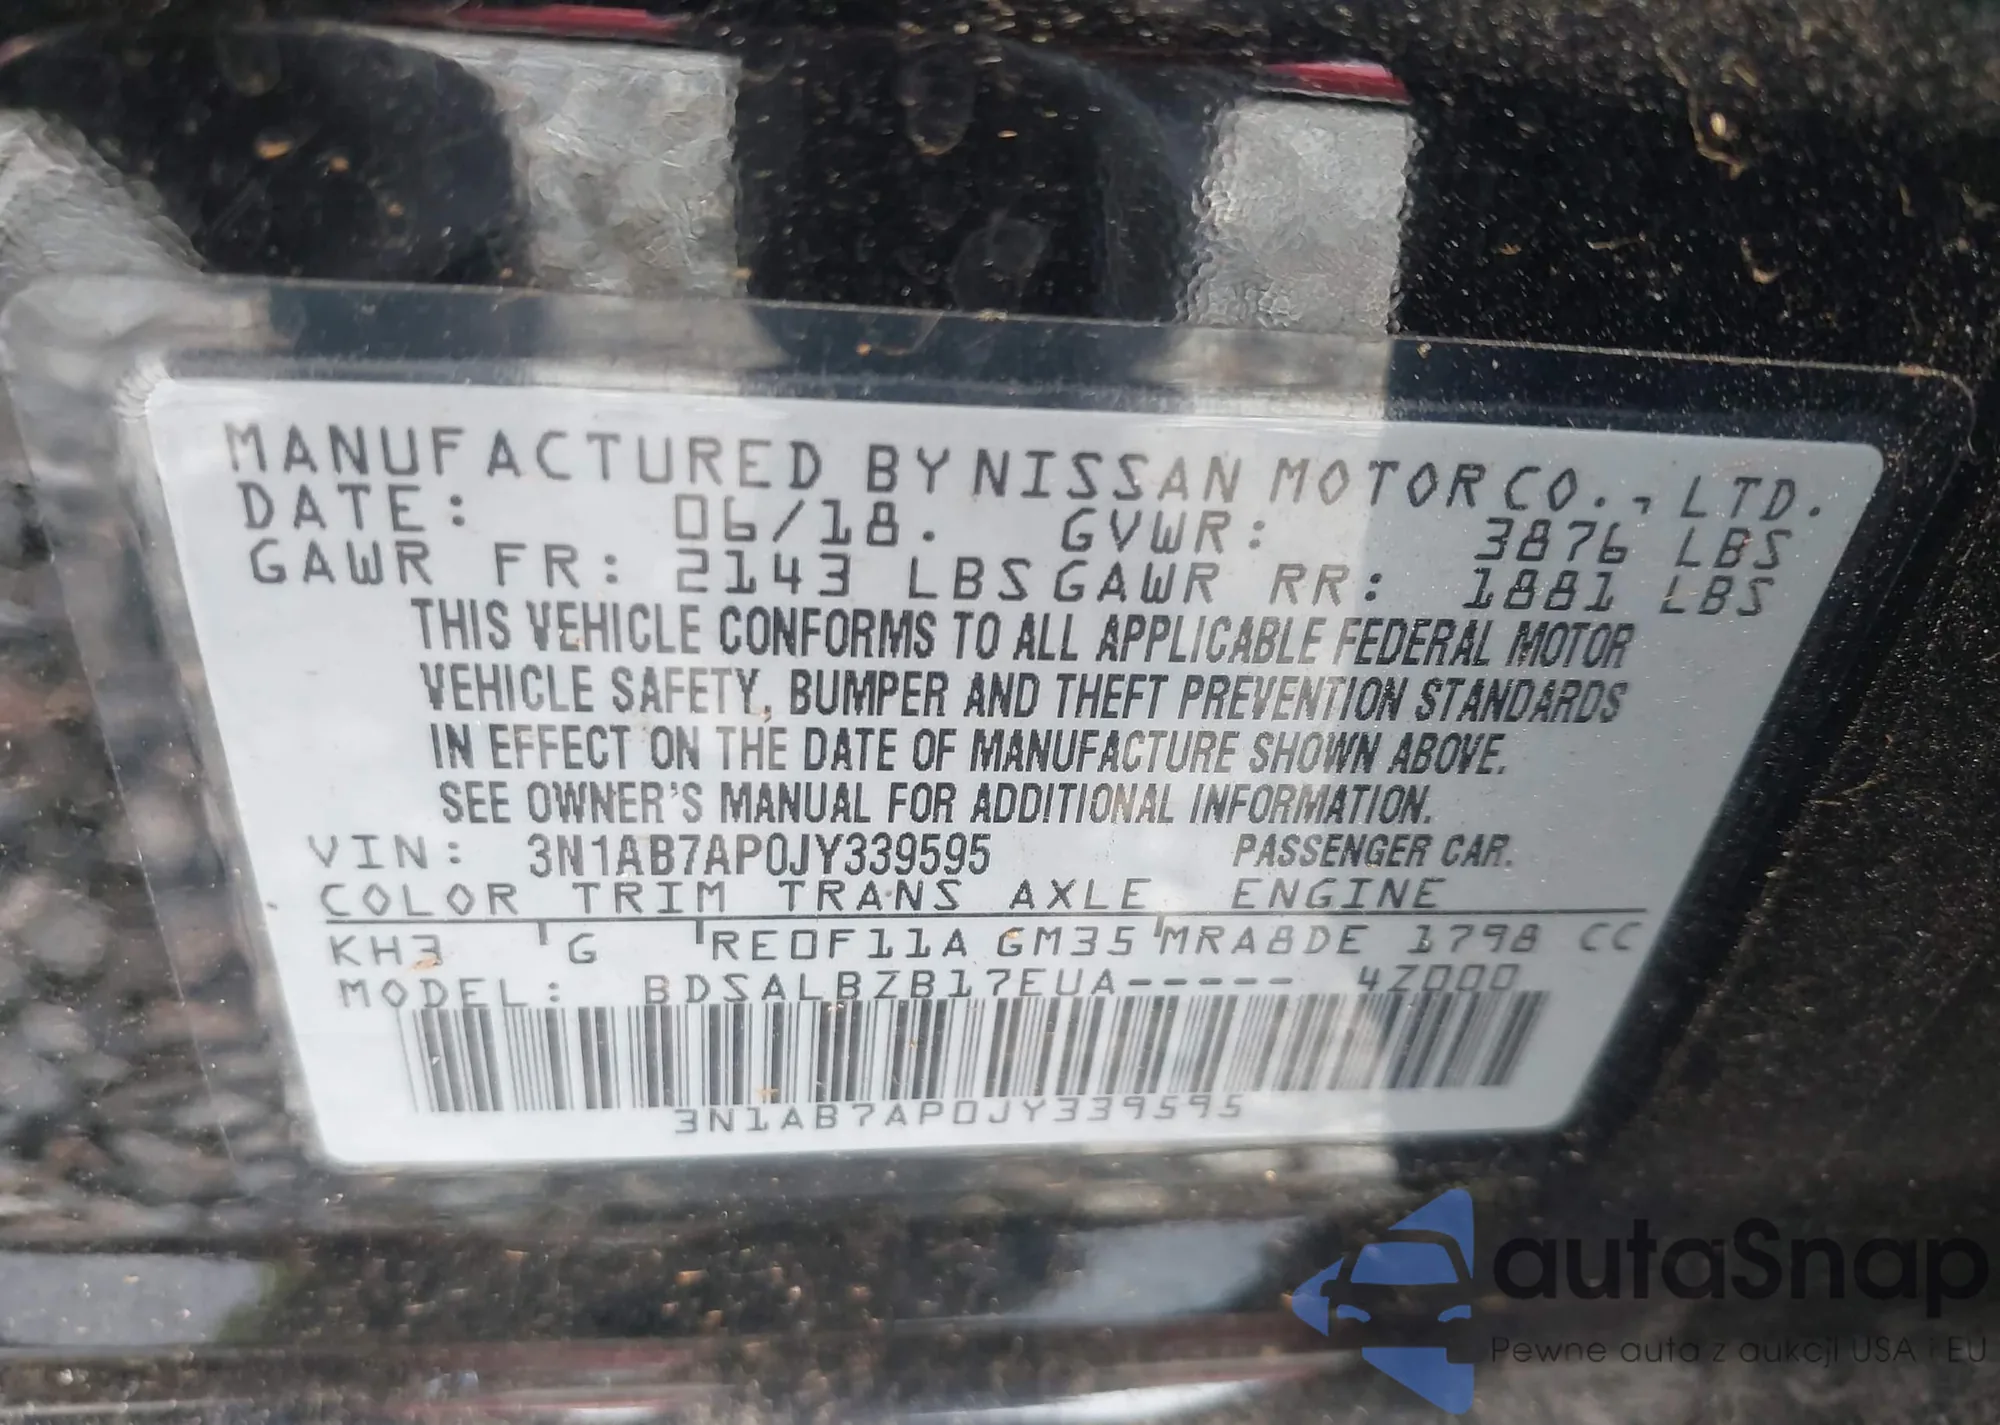 MANUFACTURED BY NISSAN MOTOR CO., LTD.
DATE: 06/18. GVWR: 3876 LBS
GAWR FR: 2143 LBS GAWR RR: 1881 LBS
THIS VEHICLE CONFORMS TO ALL APPLICABLE FEDERAL MOTOR
VEHICLE SAFETY, BUMPER AND THEFT PREVENTION STANDARDS
IN EFFECT ON THE DATE OF MANUFACTURE SHOWN ABOVE.
SEE OWNER'S MANUAL FOR ADDITIONAL INFORMATION.
VIN: 3N1AB7AP0JY339595 PASSENGER CAR.
COLOR TRIM TRANS AXLE ENGINE
KH3 G RE0F11A GM35 MRA8DE 1798 CC
MODEL: BDSALBZB17EUA----- 4Z000
3N1AB7AP0JY339595
autaSnap
Pewne auta z aukcji USA i EU